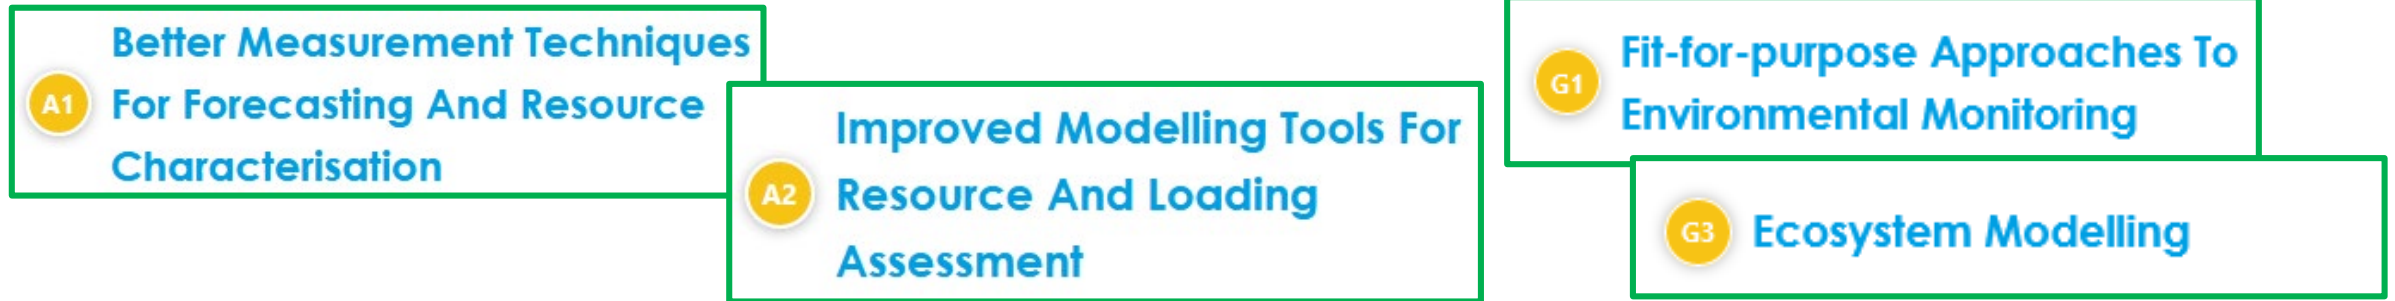 A1
Better Measurement Techniques
For Forecasting And Resource
Characterisation
A2
Improved Modelling Tools For
Resource And Loading
Assessment
G1
Fit-for-purpose Approaches To
Environmental Monitoring
G3
Ecosystem Modelling